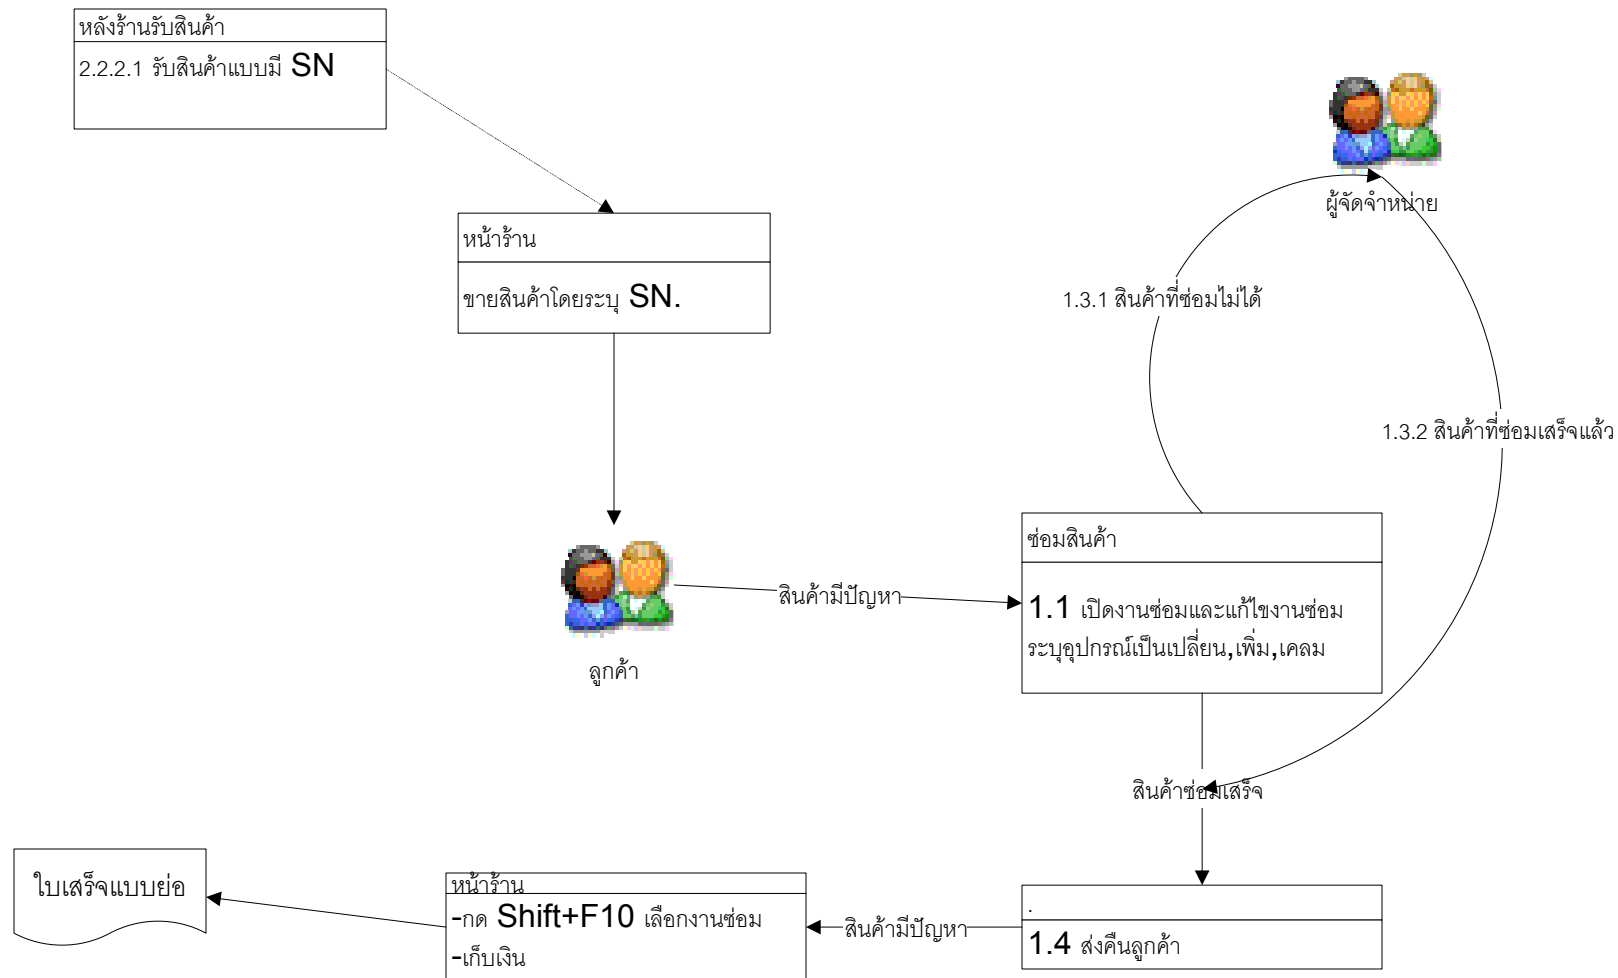 หลังร้านรับสินค้า
2.2.2.1 รับสินค้าแบบมี SN
ผู้จัดจำหน่าย
หน้าร้าน
ขายสินค้าโดยระบุ SN.
1.3.1 สินค้าที่ซ่อมไม่ได้
1.3.2 สินค้าที่ซ่อมเสร็จแล้ว
ซ่อมสินค้า
สินค้ามีปัญหา
1.1 เปิดงานซ่อมและแก้ไขงานซ่อม
ระบุอุปกรณ์เป็นเปลี่ยน,เพิ่ม,เคลม
ลูกค้า
สินค้าซ่อมเสร็จ
ใบเสร็จแบบย่อ
หน้าร้าน
-กด Shift+F10 เลือกงานซ่อม
-เก็บเงิน
สินค้ามีปัญหา
.
1.4 ส่งคืนลูกค้า